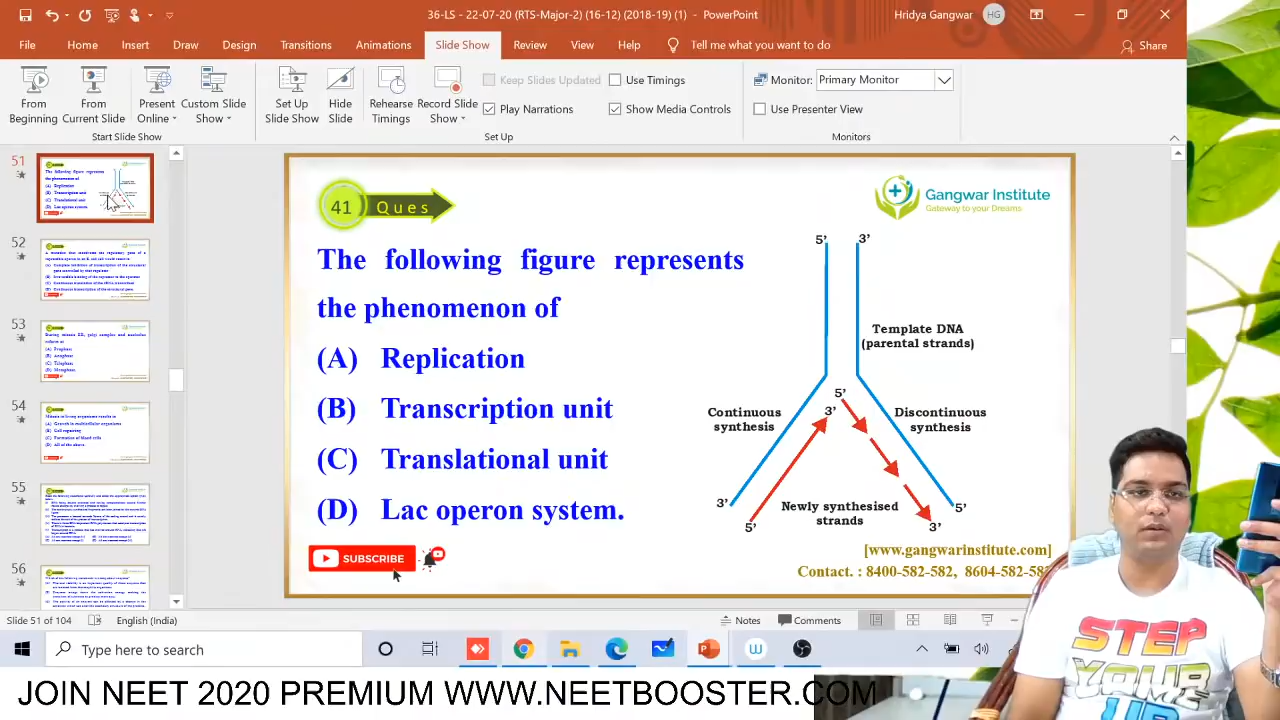 36-LS - 22-07-20 (RTS-Major-2) (16-12) (2018-19) (1) - PowerPoint
Hridya Gangwar HG
File Home Insert Draw Design Transitions Animations Slide Show Review View Help Tell me what you want to do Share
From Beginning
From Current Slide
Present Online
Custom Slide Show
Set Up Slide Show
Hide Slide
Rehearse Timings
Record Slide Show
Keep Slides Updated
Play Narrations
Use Timings
Show Media Controls
Monitor: Primary Monitor
Use Presenter View
Start Slide Show
Set Up
Monitors
51
52
53
54
55
56
41 Ques
Gangwar Institute
Gateway to your Dreams
The following figure represents
the phenomenon of
(A) Replication
(B) Transcription unit
(C) Translational unit
(D) Lac operon system.
5’ 3’
Template DNA
(parental strands)
5’
3’
Continuous
synthesis
Discontinuous
synthesis
3’
5’
Newly synthesised
strands
5’
3’
SUBSCRIBE
[www.gangwarinstitute.com]
Contact. : 8400-582-582, 8604-582-58
Slide 51 of 104 English (India) Notes Comments
Type here to search
JOIN NEET 2020 PREMIUM WWW.NEETBOOSTER.COM
STEP
YOUR
UP